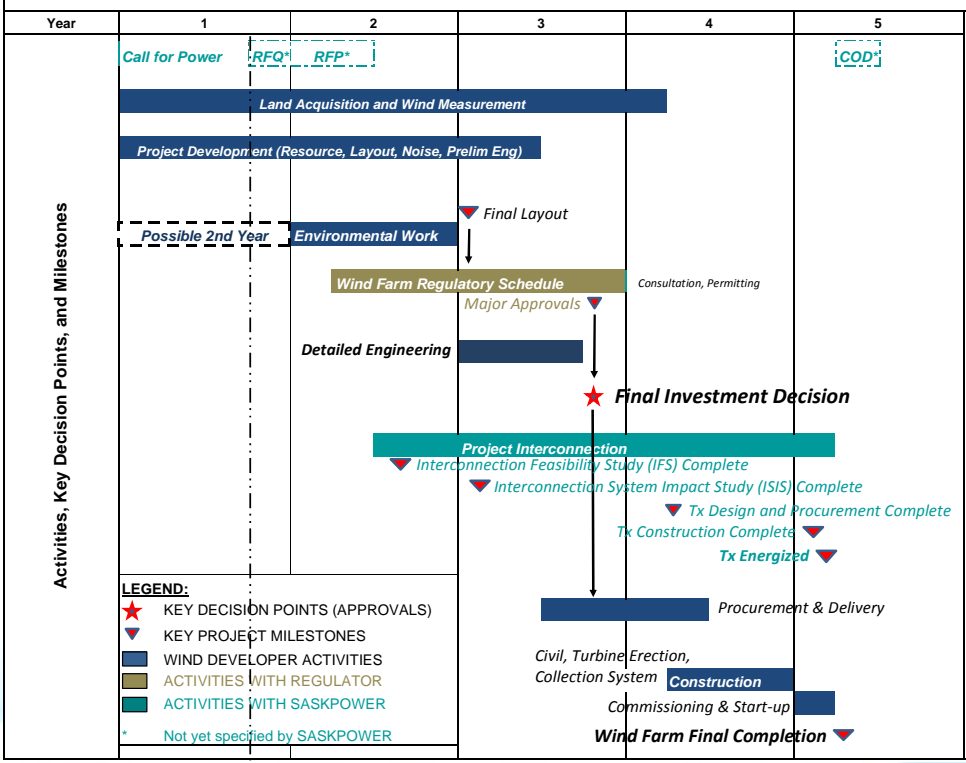 Year 1 2 3 4 5
Call for Power RFQ* RFP* COD*
Land Acquisition and Wind Measurement
Project Development (Resource, Layout, Noise, Prelim Eng)
Activities, Key Decision Points, and Milestones
Final Layout
Possible 2nd Year Environmental Work
Wind Farm Regulatory Schedule Consultation, Permitting
Major Approvals
Detailed Engineering
Final Investment Decision
Project Interconnection
Interconnection Feasibility Study (IFS) Complete
Interconnection System Impact Study (ISIS) Complete
Tx Design and Procurement Complete
Tx Construction Complete
Tx Energized
LEGEND:
KEY DECISION POINTS (APPROVALS)
KEY PROJECT MILESTONES
WIND DEVELOPER ACTIVITIES
ACTIVITIES WITH REGULATOR
ACTIVITIES WITH SASKPOWER
* Not yet specified by SASKPOWER
Procurement & Delivery
Civil, Turbine Erection,
Collection System Construction
Commissioning & Start-up
Wind Farm Final Completion